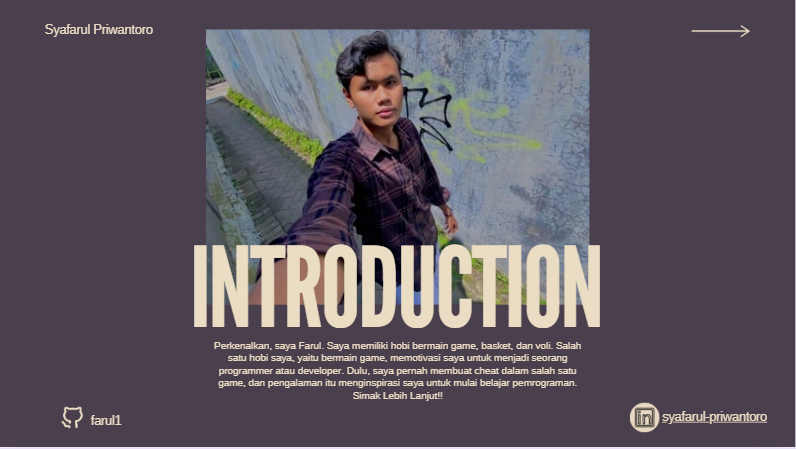 Syafarul Priwantoro
INTRODUCTION
Perkenalkan, saya Farul. Saya memiliki hobi bermain game, basket, dan voli. Salah
satu hobi saya, yaitu bermain game, memotivasi saya untuk menjadi seorang
programmer atau developer. Dulu, saya pernah membuat cheat dalam salah satu
game, dan pengalaman itu menginspirasi saya untuk mulai belajar pemrograman.
Simak Lebih Lanjut!!
farul1
in
syafarul-priwantoro